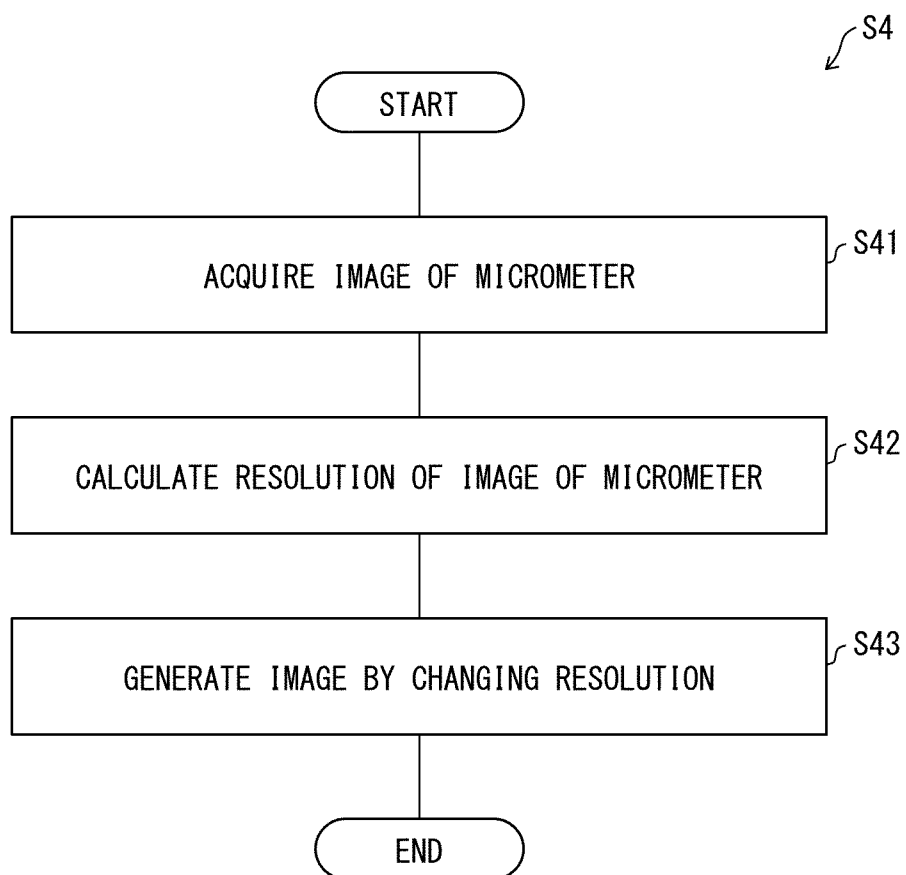 S4
START
ACQUIRE IMAGE OF MICROMETER
S41
CALCULATE RESOLUTION OF IMAGE OF MICROMETER
S42
GENERATE IMAGE BY CHANGING RESOLUTION
S43
END